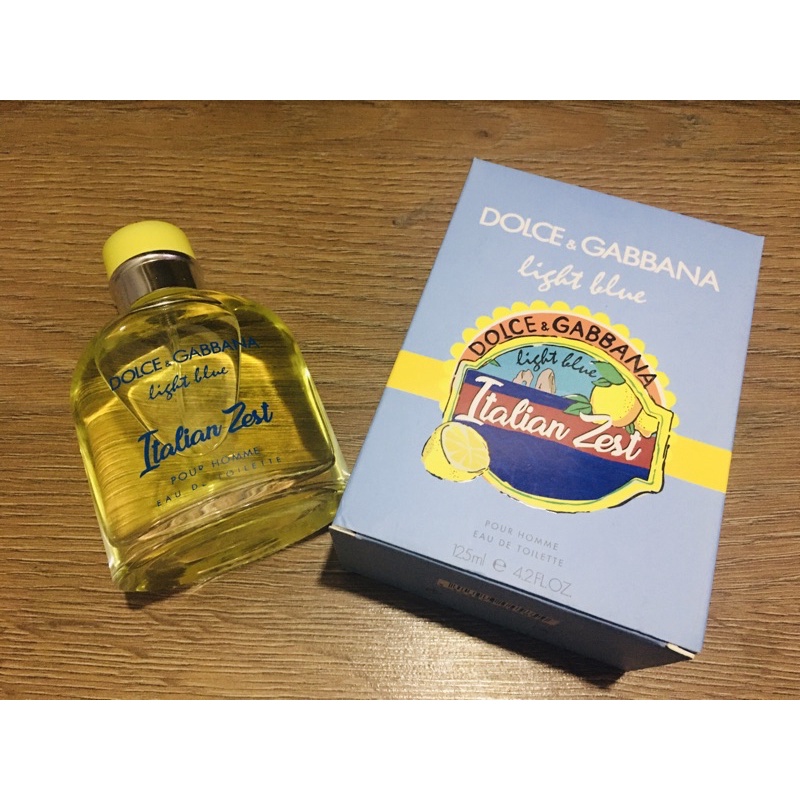 DOLCE & GABBANA
light blue
Italian Zest
POUR HOMME
EAU DE TOILETTE
DOLCE & GABBANA
light blue
DOLCE & GABBANA
light blue
Italian Zest
POUR HOMME
EAU DE TOILETTE
125ml e 4.2FL.OZ.